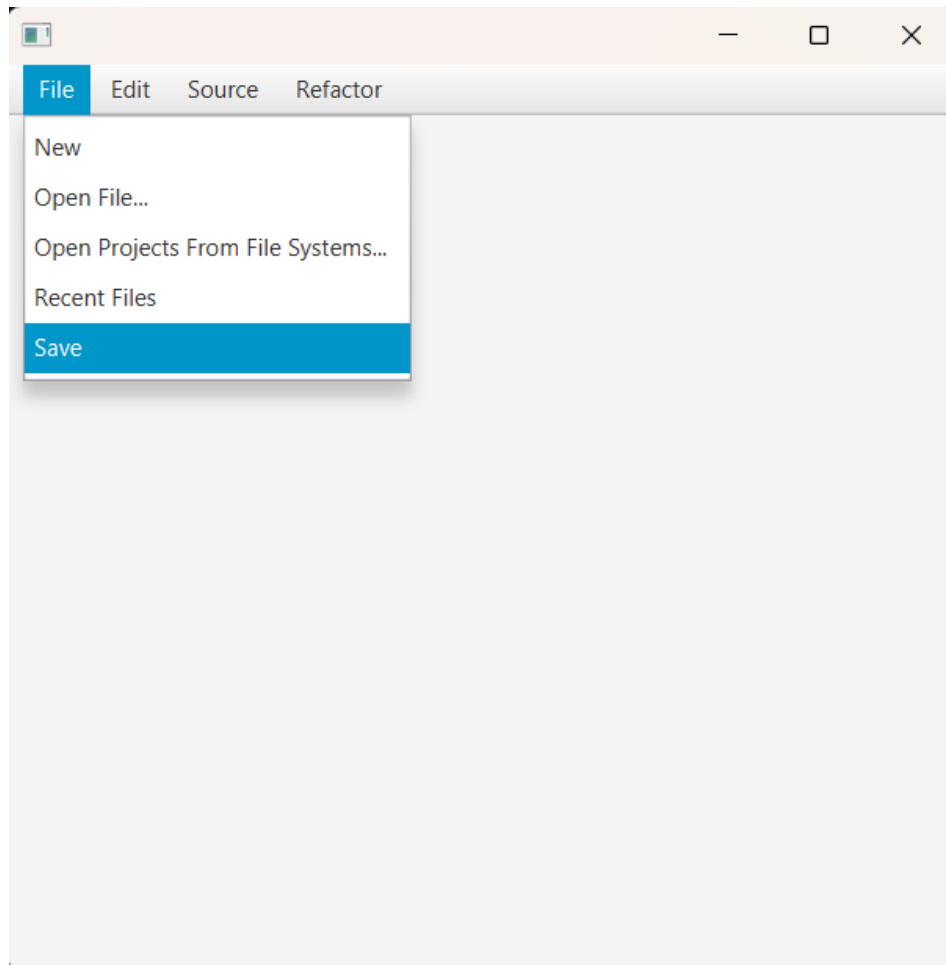 File Edit Source Refactor
New
Open File...
Open Projects From File Systems...
Recent Files
Save